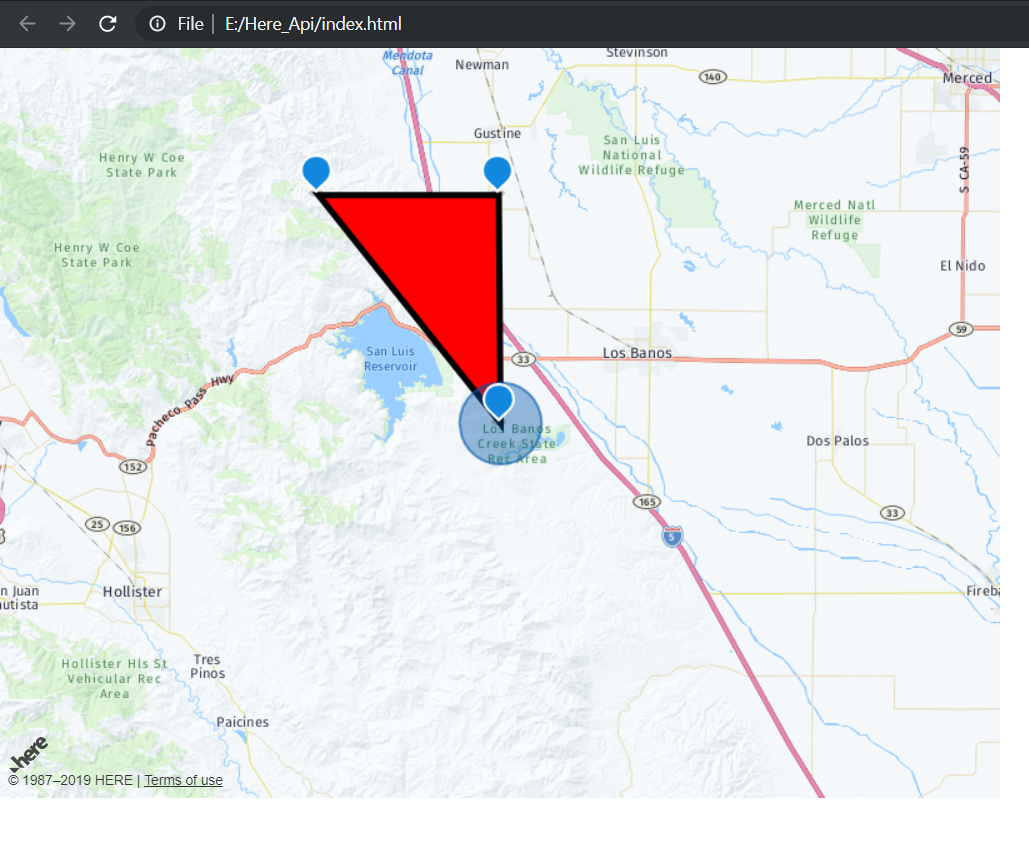 File | E:/Here_Api/index.html
Mendota
Canal
Newman
Stevinson
140
Merced
Gustine
San Luis
National
Wildlife Refuge
Henry W Coe
State Park
S CA-59
Merced Natl
Wildlife
Refuge
Henry W Coe
State Park
El Nido
59
San Luis
Reservoir
33
Los Banos
Pacheco Pass Hwy
Los Banos
Creek State
Rec Area
Dos Palos
152
165
33
25
156
5
n Juan
autista
Hollister
Fireba
Hollister Hls St
Vehicular Rec
Area
Tres
Pinos
Paicines
here
© 1987–2019 HERE | Terms of use